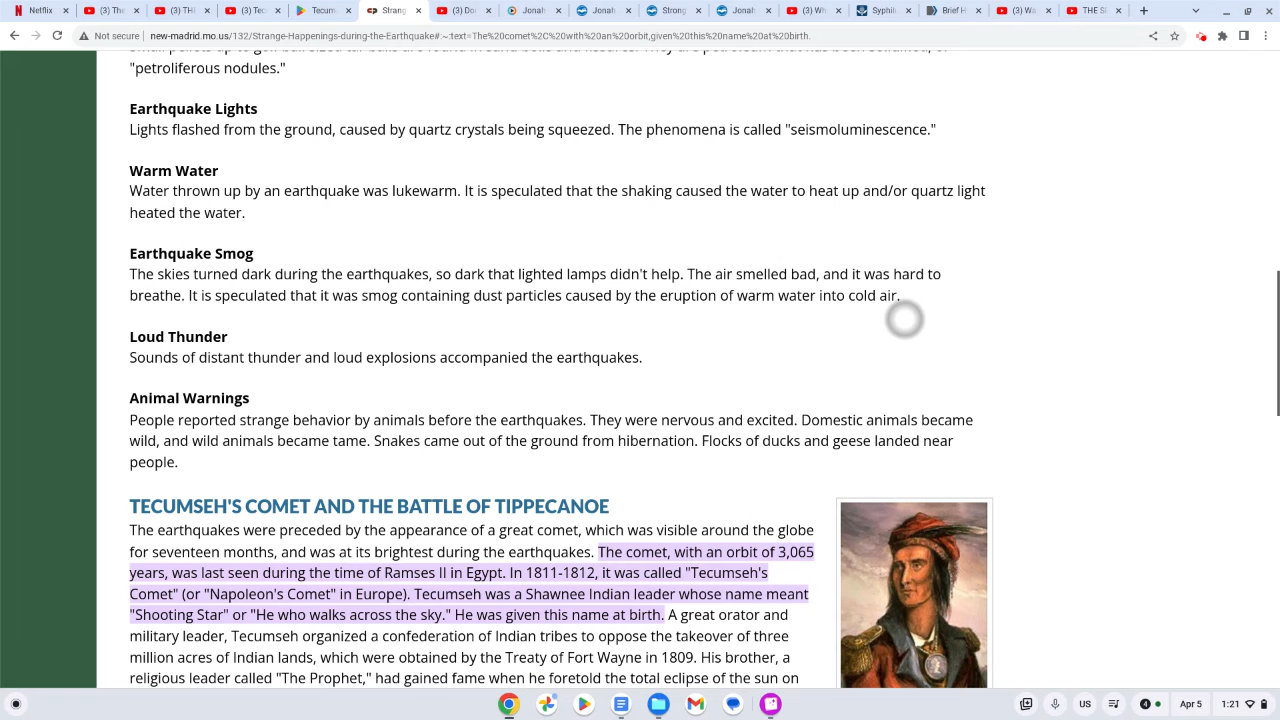 Netflix
(3) T
(3) TH
Tecum
Strang
(3) Do
Jonah
Jonah
Strong
Jonah
(3) W
Syphili
Brief H
(3) Wa
THE S
Not secure | new-madrid.mo.us/132/Strange-Happenings-during-the-Earthquake#:~:text=The%20comet%2C%20with%20an%20orbit,given%20this%20name%20at%20birth.
"petroliferous nodules."
Earthquake Lights
Lights flashed from the ground, caused by quartz crystals being squeezed. The phenomena is called "seismoluminescence."
Warm Water
Water thrown up by an earthquake was lukewarm. It is speculated that the shaking caused the water to heat up and/or quartz light
heated the water.
Earthquake Smog
The skies turned dark during the earthquakes, so dark that lighted lamps didn't help. The air smelled bad, and it was hard to
breathe. It is speculated that it was smog containing dust particles caused by the eruption of warm water into cold air.
Loud Thunder
Sounds of distant thunder and loud explosions accompanied the earthquakes.
Animal Warnings
People reported strange behavior by animals before the earthquakes. They were nervous and excited. Domestic animals became
wild, and wild animals became tame. Snakes came out of the ground from hibernation. Flocks of ducks and geese landed near
people.
TECUMSEH'S COMET AND THE BATTLE OF TIPPECANOE
The earthquakes were preceded by the appearance of a great comet, which was visible around the globe
for seventeen months, and was at its brightest during the earthquakes. The comet, with an orbit of 3,065
years, was last seen during the time of Ramses II in Egypt. In 1811-1812, it was called "Tecumseh's
Comet" (or "Napoleon's Comet" in Europe). Tecumseh was a Shawnee Indian leader whose name meant
"Shooting Star" or "He who walks across the sky." He was given this name at birth. A great orator and
military leader, Tecumseh organized a confederation of Indian tribes to oppose the takeover of three
million acres of Indian lands, which were obtained by the Treaty of Fort Wayne in 1809. His brother, a
religious leader called "The Prophet," had gained fame when he foretold the total eclipse of the sun on
US
4
Apr 5
1:21